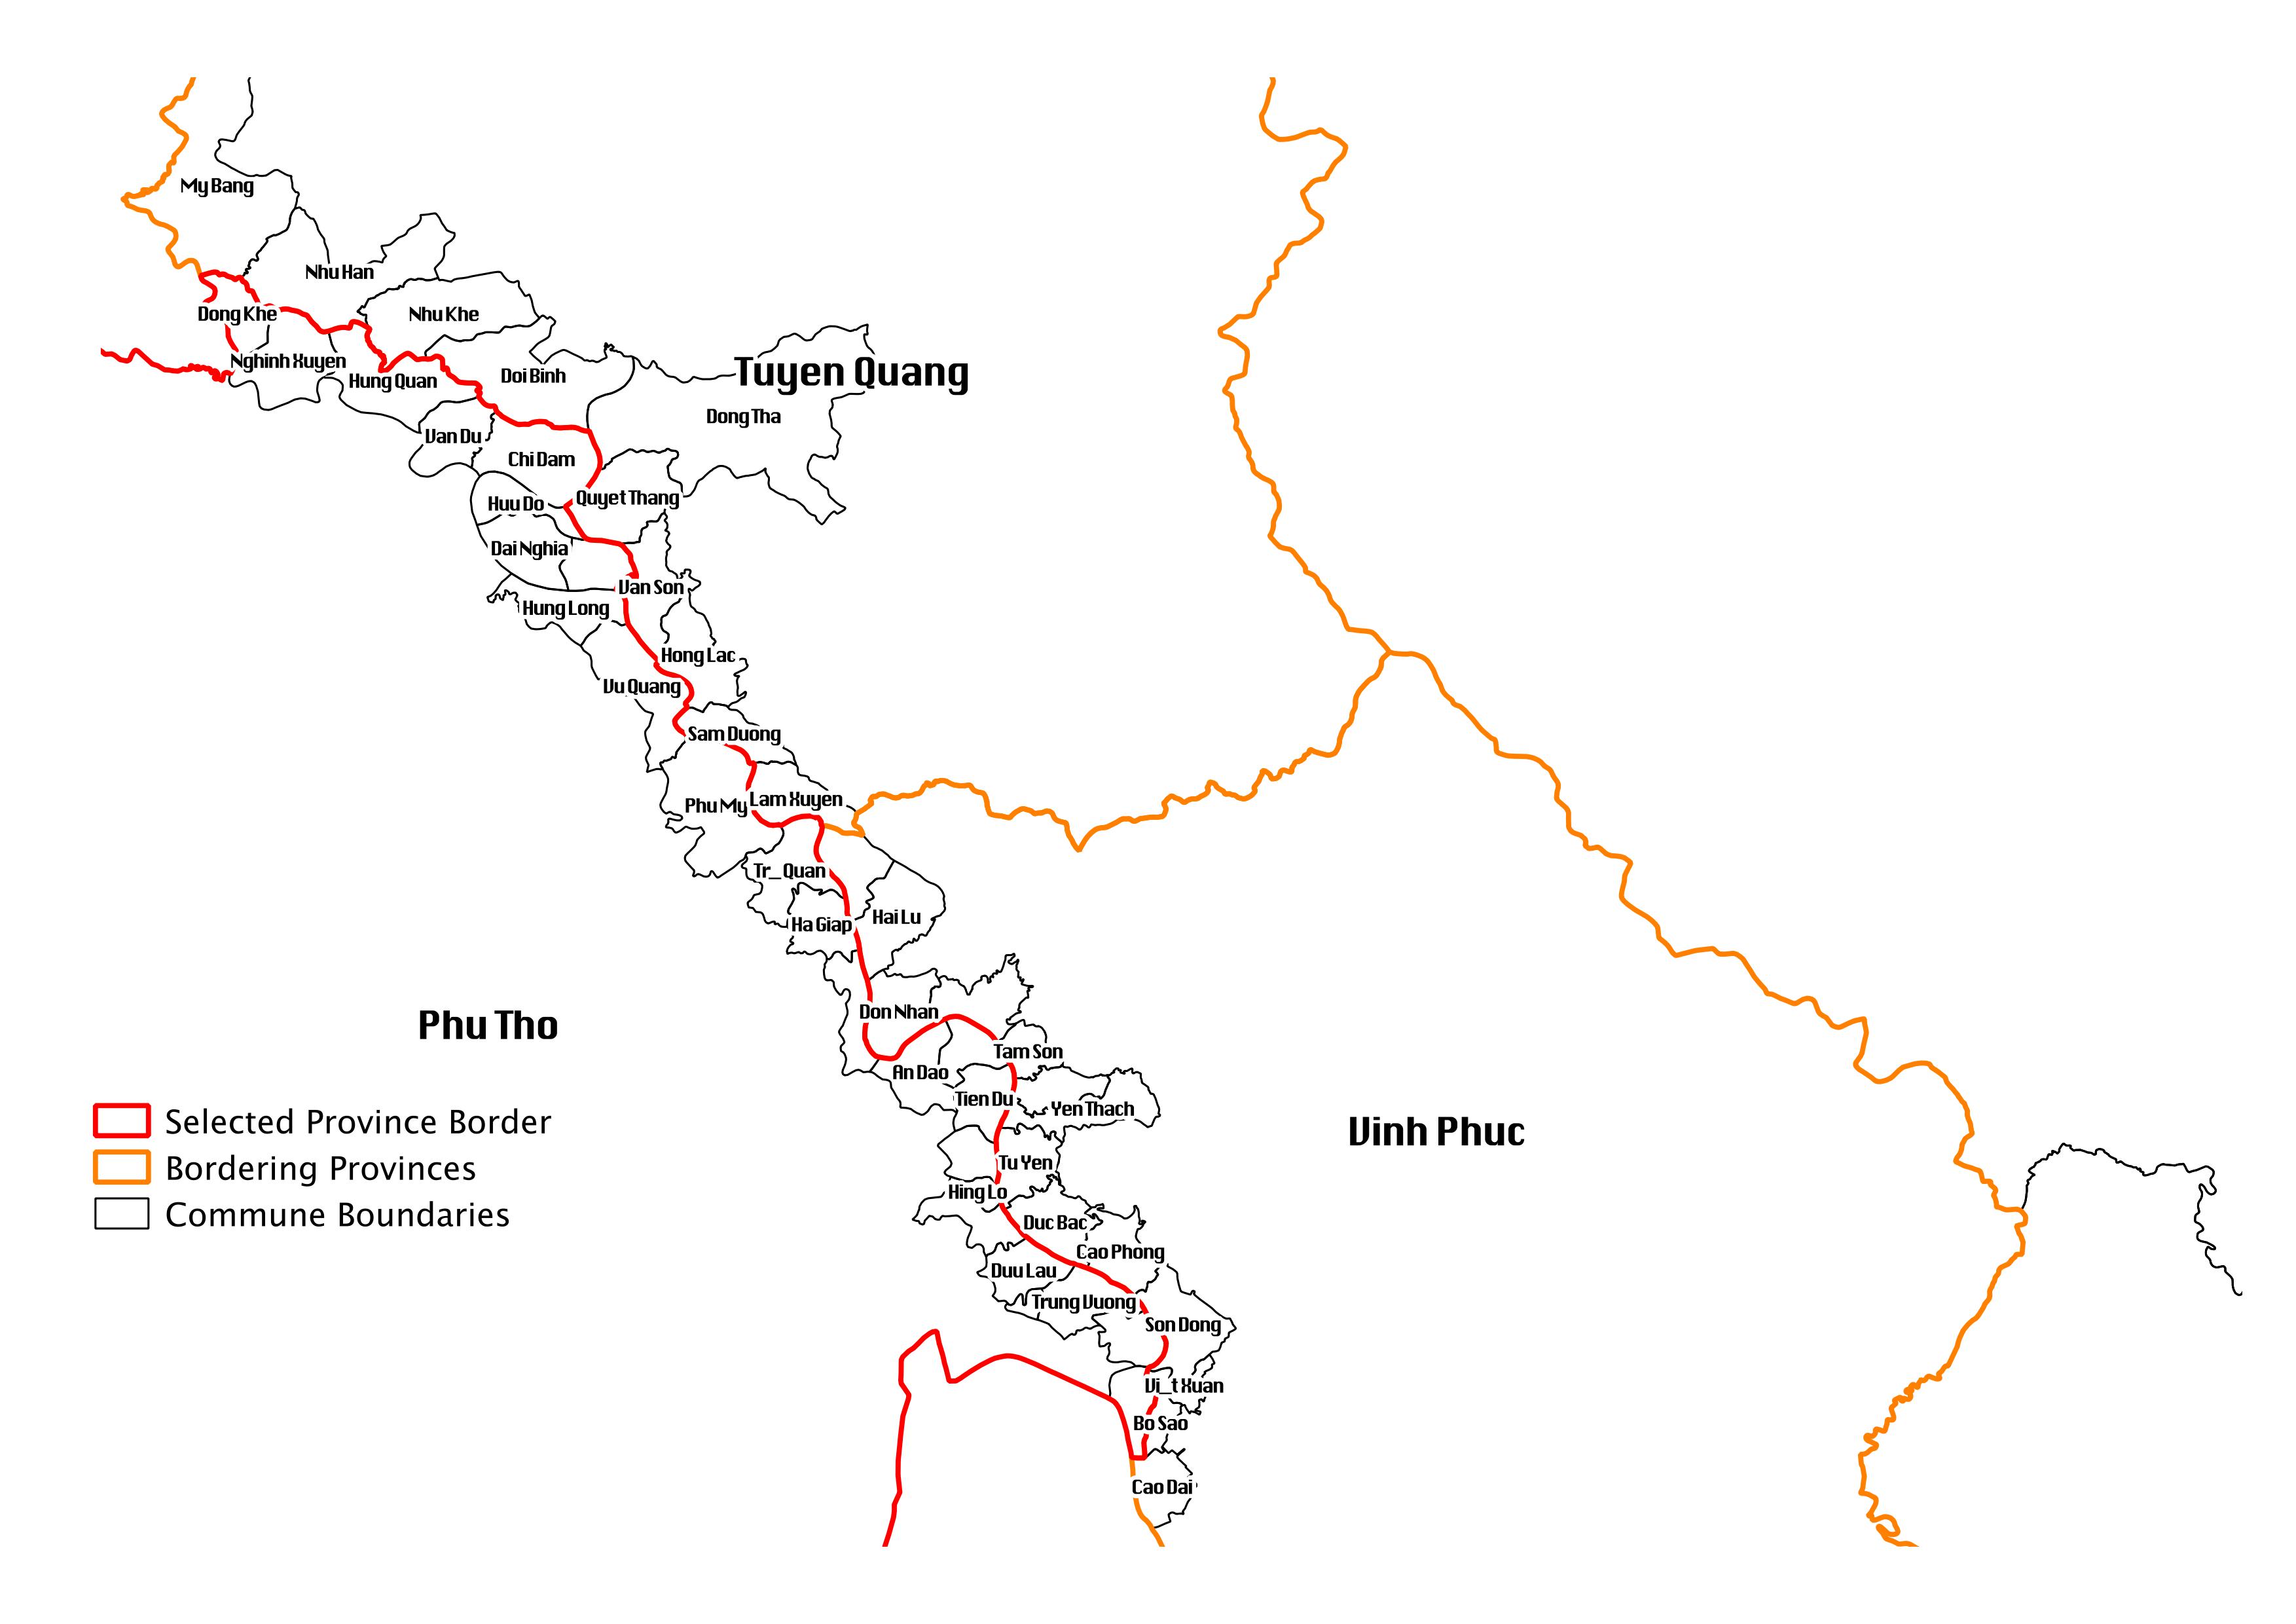 My Bang
Nhu Han
Dong Khe
Nhu Khe
Nghinh Xuyen
Tuyen Quang
Hung Quan
Doi Binh
Dong Tha
Van Du
Chi Dam
Quyet Thang
Huu Do
Dai Nghia
Van Son
Hung Long
Hong Lac
Vu Quang
Sam Duong
Lam Xuyen
Phu My
Tr_ Quan
Hai Lu
Ha Giap
Don Nhan
Phu Tho
Tam Son
An Dao
Tien Du
Yen Thach
Vinh Phuc
Tu Yen
Hing Lo
Duc Bac
Cao Phong
Duu Lau
Trung Vuong
Son Dong
Vi_t Xuan
Bo Sao
Cao Dai
Selected Province Border
Bordering Provinces
Commune Boundaries